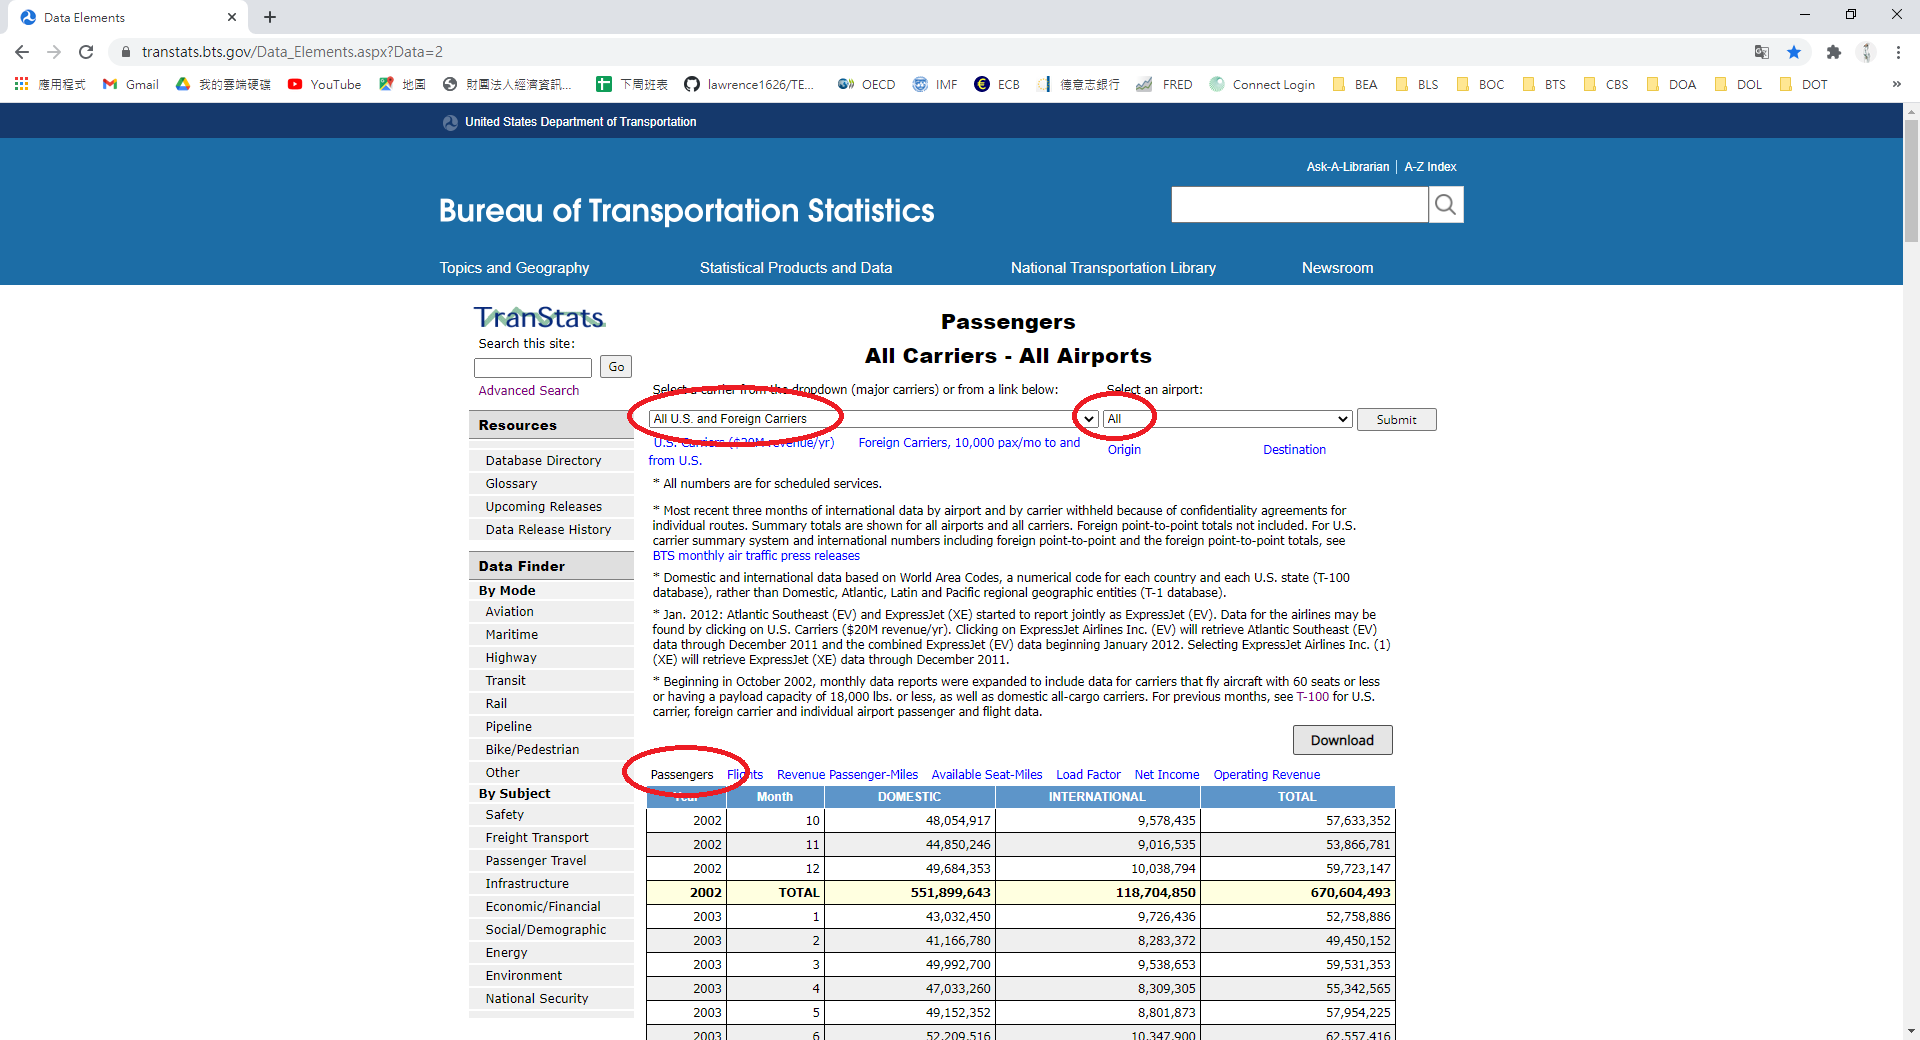 Data Elements
transtats.bts.gov/Data_Elements.aspx?Data=2
應用程式 Gmail 我的雲端硬碟 YouTube 地圖 財團法人經濟資訊... 下周班表 lawrence1626/TE... OECD IMF ECB 德意志銀行 FRED Connect Login BEA BLS BOC BTS CBS DOA DOL DOT »
United States Department of Transportation
Ask-A-Librarian | A-Z Index
Bureau of Transportation Statistics
Topics and Geography Statistical Products and Data National Transportation Library Newsroom
TranStats
Search this site:
Go
Advanced Search
Resources
Database Directory
Glossary
Upcoming Releases
Data Release History
Data Finder
By Mode
Aviation
Maritime
Highway
Transit
Rail
Pipeline
Bike/Pedestrian
Other
By Subject
Safety
Freight Transport
Passenger Travel
Infrastructure
Economic/Financial
Social/Demographic
Energy
Environment
National Security
Passengers
All Carriers - All Airports
Select a carrier from the dropdown (major carriers) or from a link below: Select an airport:
All U.S. and Foreign Carriers All Submit
U.S. Carriers ($20M revenue/yr) Foreign Carriers, 10,000 pax/mo to and
from U.S.
Origin Destination
* All numbers are for scheduled services.
* Most recent three months of international data by airport and by carrier withheld because of confidentiality agreements for
individual routes. Summary totals are shown for all airports and all carriers. Foreign point-to-point totals not included. For U.S.
carrier summary system and international numbers including foreign point-to-point and the foreign point-to-point totals, see
BTS monthly air traffic press releases
* Domestic and international data based on World Area Codes, a numerical code for each country and each U.S. state (T-100
database), rather than Domestic, Atlantic, Latin and Pacific regional geographic entities (T-1 database).
* Jan. 2012: Atlantic Southeast (EV) and ExpressJet (XE) started to report jointly as ExpressJet (EV). Data for the airlines may be
found by clicking on U.S. Carriers ($20M revenue/yr). Clicking on ExpressJet Airlines Inc. (EV) will retrieve Atlantic Southeast (EV)
data through December 2011 and the combined ExpressJet (EV) data beginning January 2012. Selecting ExpressJet Airlines Inc. (1)
(XE) will retrieve ExpressJet (XE) data through December 2011.
* Beginning in October 2002, monthly data reports were expanded to include data for carriers that fly aircraft with 60 seats or less
or having a payload capacity of 18,000 lbs. or less, as well as domestic all-cargo carriers. For previous months, see T-100 for U.S.
carrier, foreign carrier and individual airport passenger and flight data.
Download
Passengers Flights Revenue Passenger-Miles Available Seat-Miles Load Factor Net Income Operating Revenue
Year Month DOMESTIC INTERNATIONAL TOTAL
2002 10 48,054,917 9,578,435 57,633,352
2002 11 44,850,246 9,016,535 53,866,781
2002 12 49,684,353 10,038,794 59,723,147
2002 TOTAL 551,899,643 118,704,850 670,604,493
2003 1 43,032,450 9,726,436 52,758,886
2003 2 41,166,780 8,283,372 49,450,152
2003 3 49,992,700 9,538,653 59,531,353
2003 4 47,033,260 8,309,305 55,342,565
2003 5 49,152,352 8,801,873 57,954,225
2003 6 52,209,516 10,347,900 62,557,416